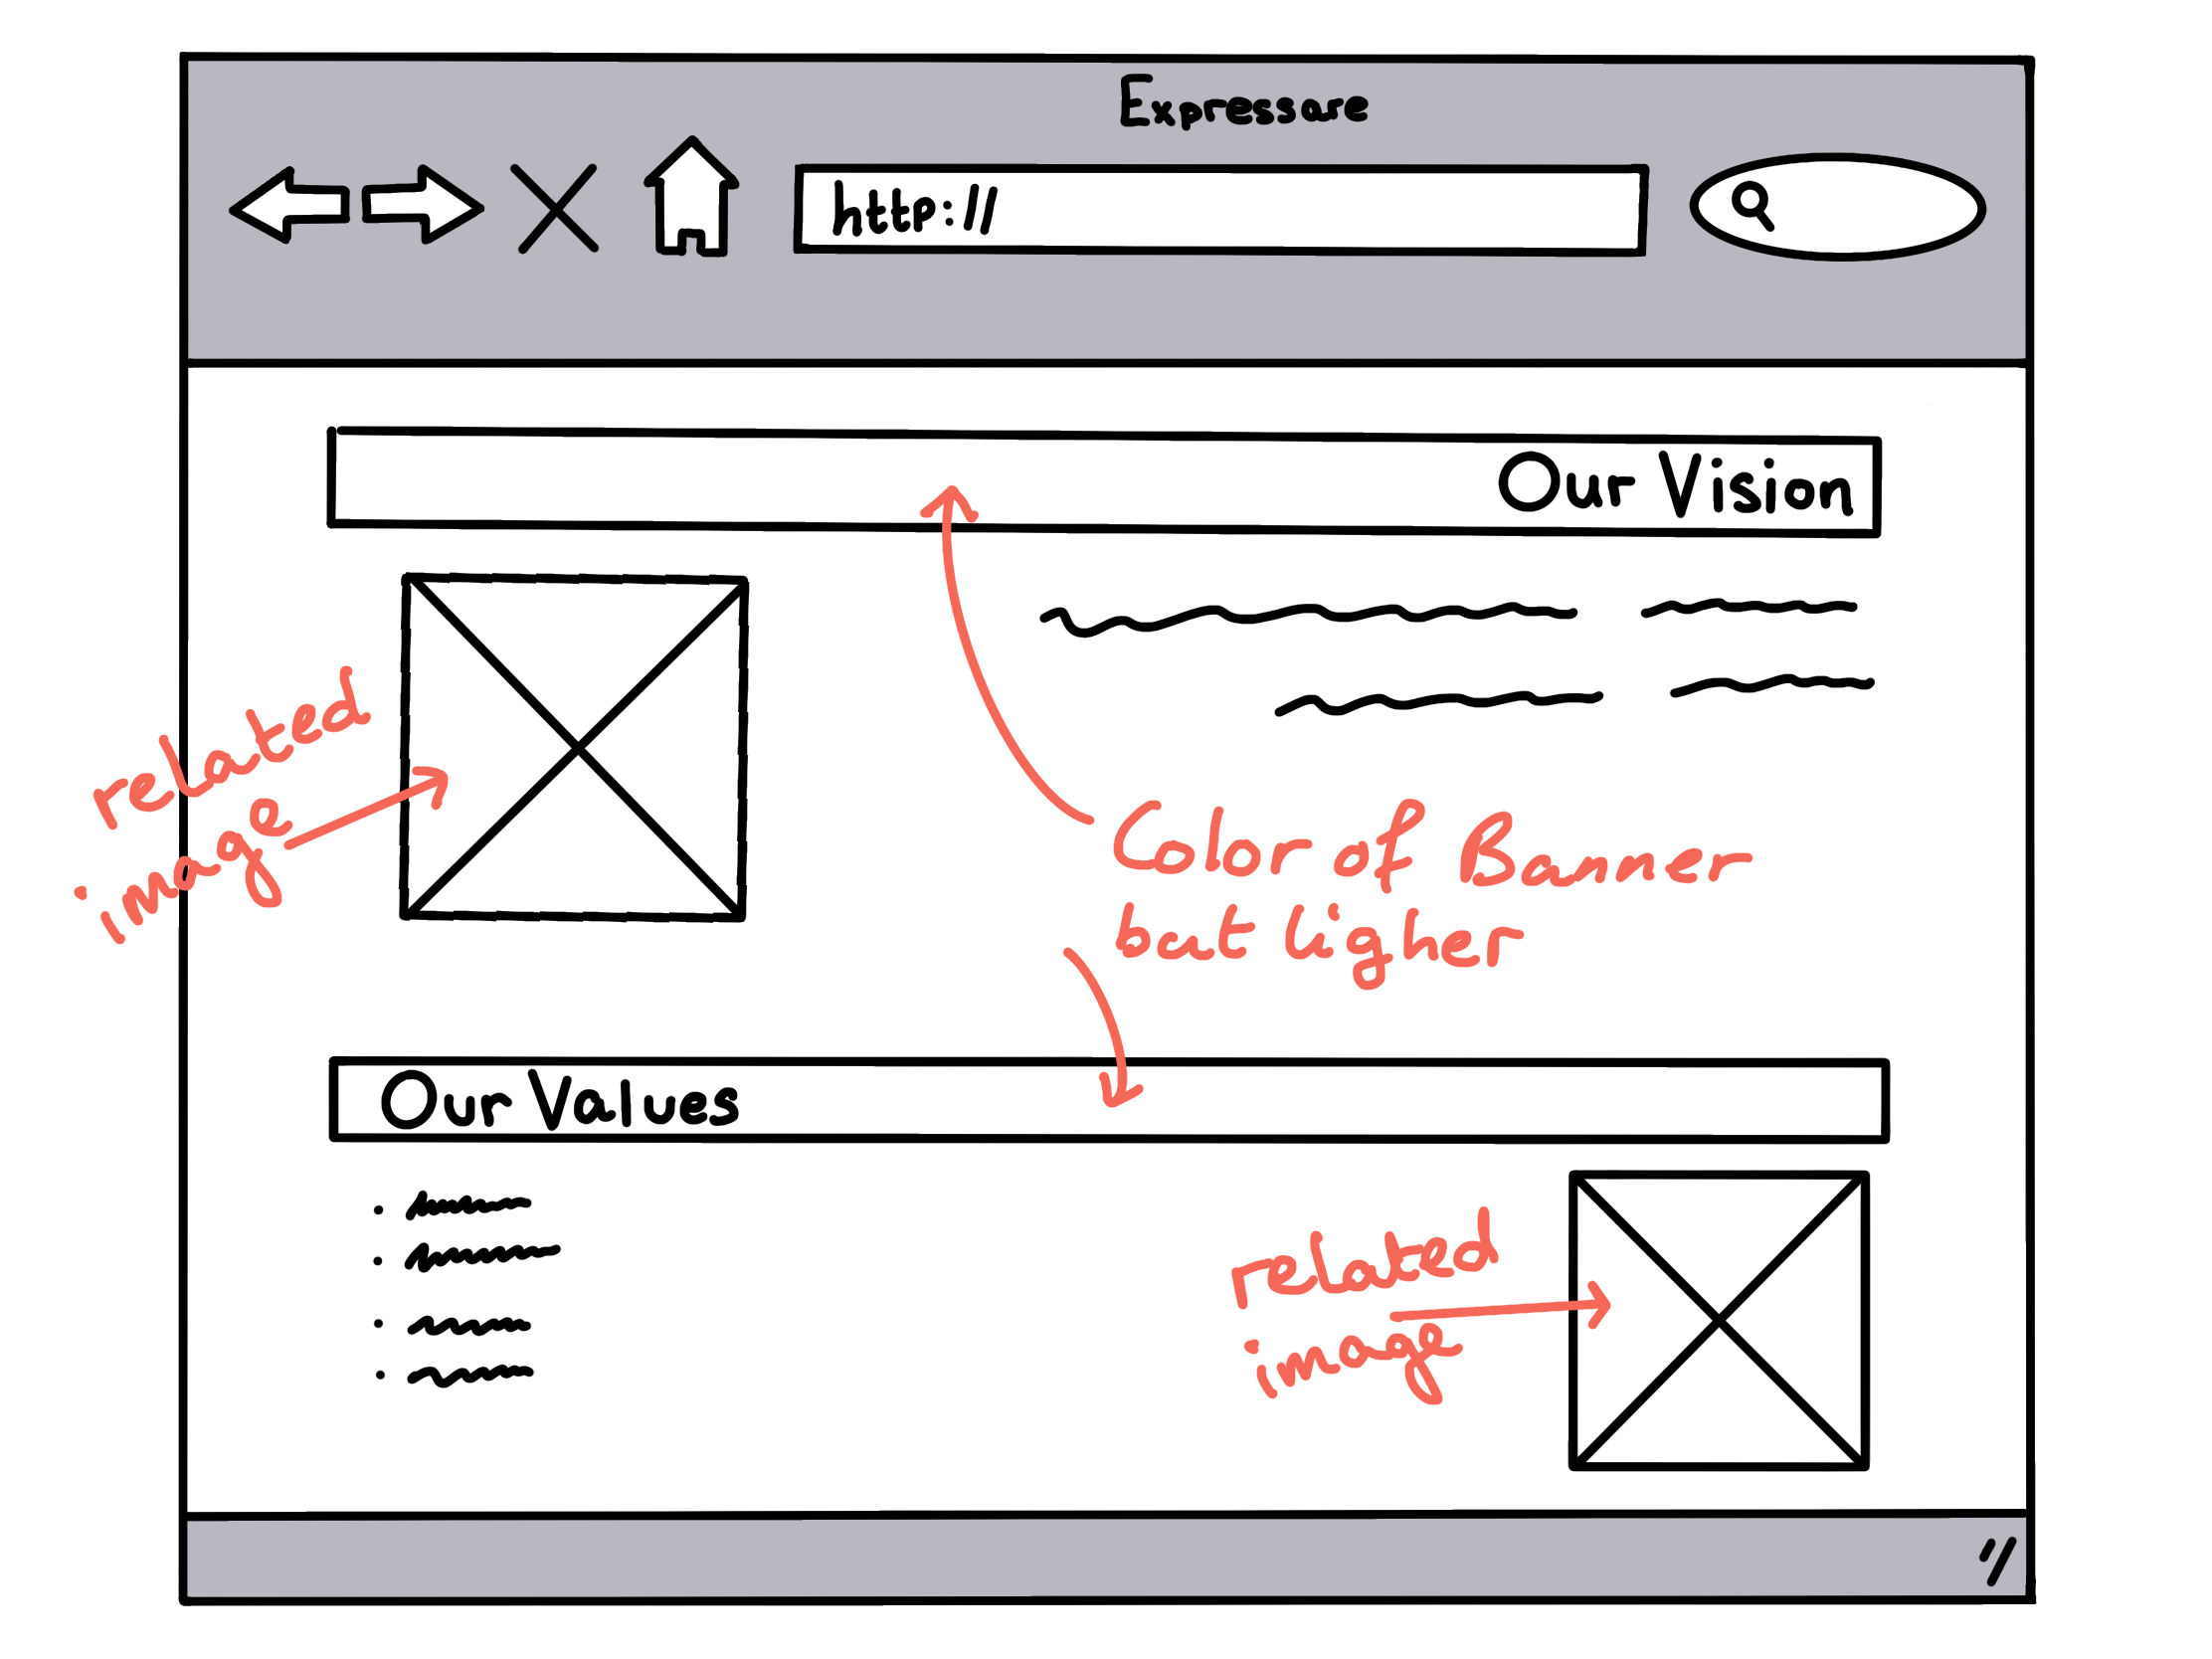 Expressare
http://
Our Vision
related
image
Color of Banner
but ligher
Our Values
related
image